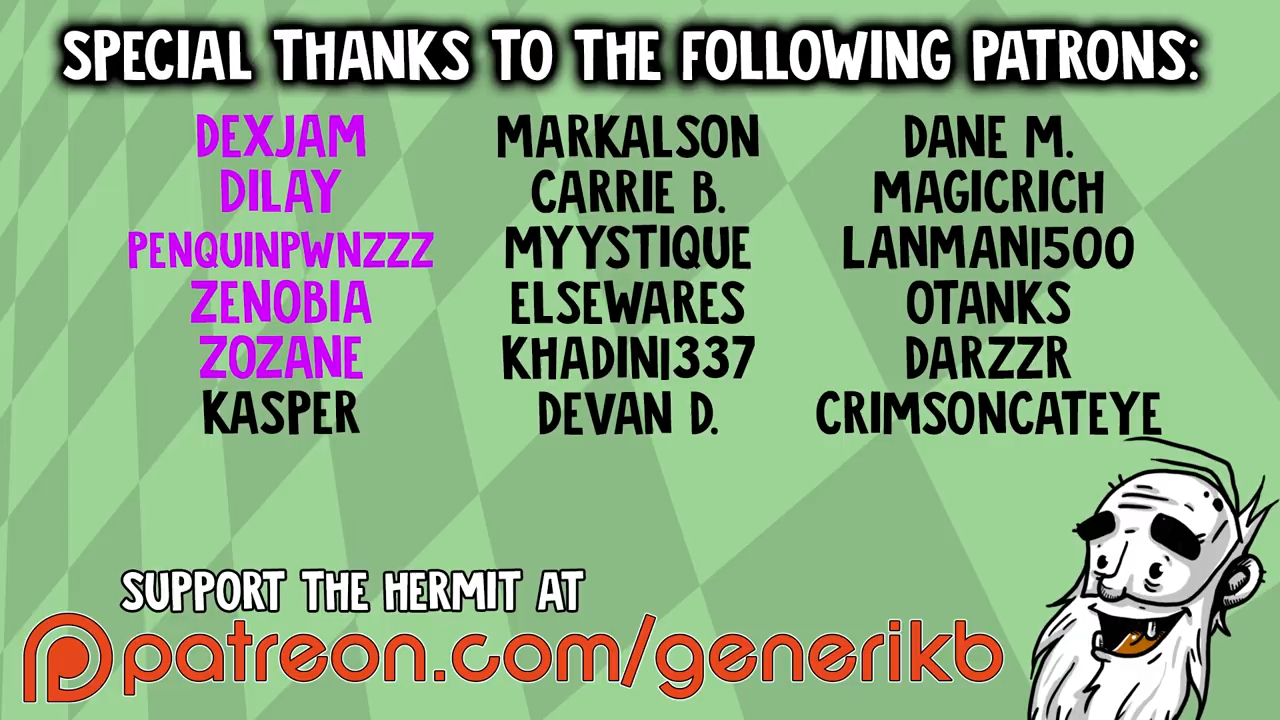 SPECIAL THANKS TO THE FOLLOWING PATRONS:
DEXJAM
DILAY
PENQUINPWNZZZ
ZENOBIA
ZOZANE
KASPER
MARKALSON
CARRIE B.
MYYSTIQUE
ELSEWARES
KHADIN1337
DEVAN D.
DANE M.
MAGICRICH
LANMAN1500
OTANKS
DARZZR
CRIMSONCATEYE
SUPPORT THE HERMIT AT
patreon.com/generikb